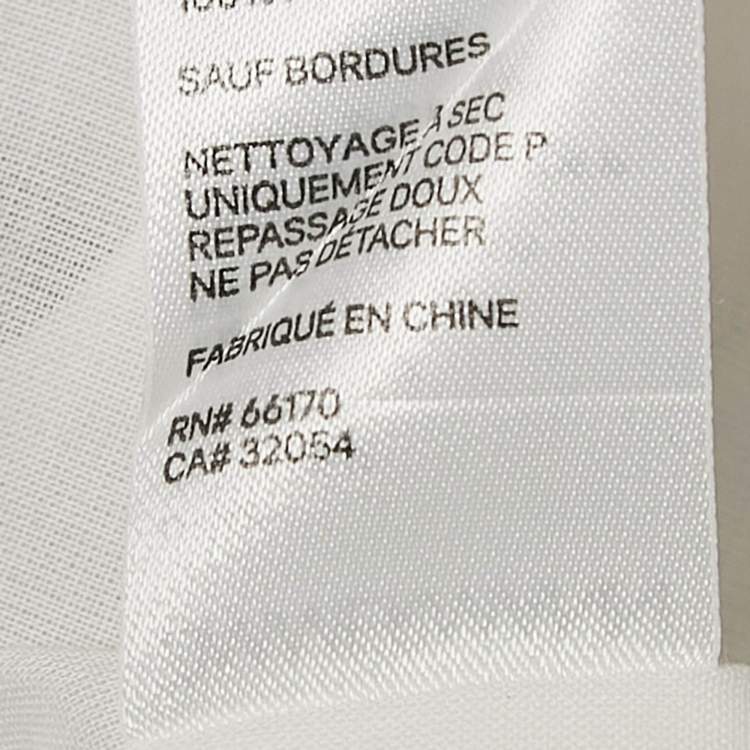 SAUF BORDURES
NETTOYAGE À SEC
UNIQUEMENT CODE P
REPASSAGE DOUX
NE PAS DÉTACHER
FABRIQUÉ EN CHINE
RN# 66170
CA# 32054